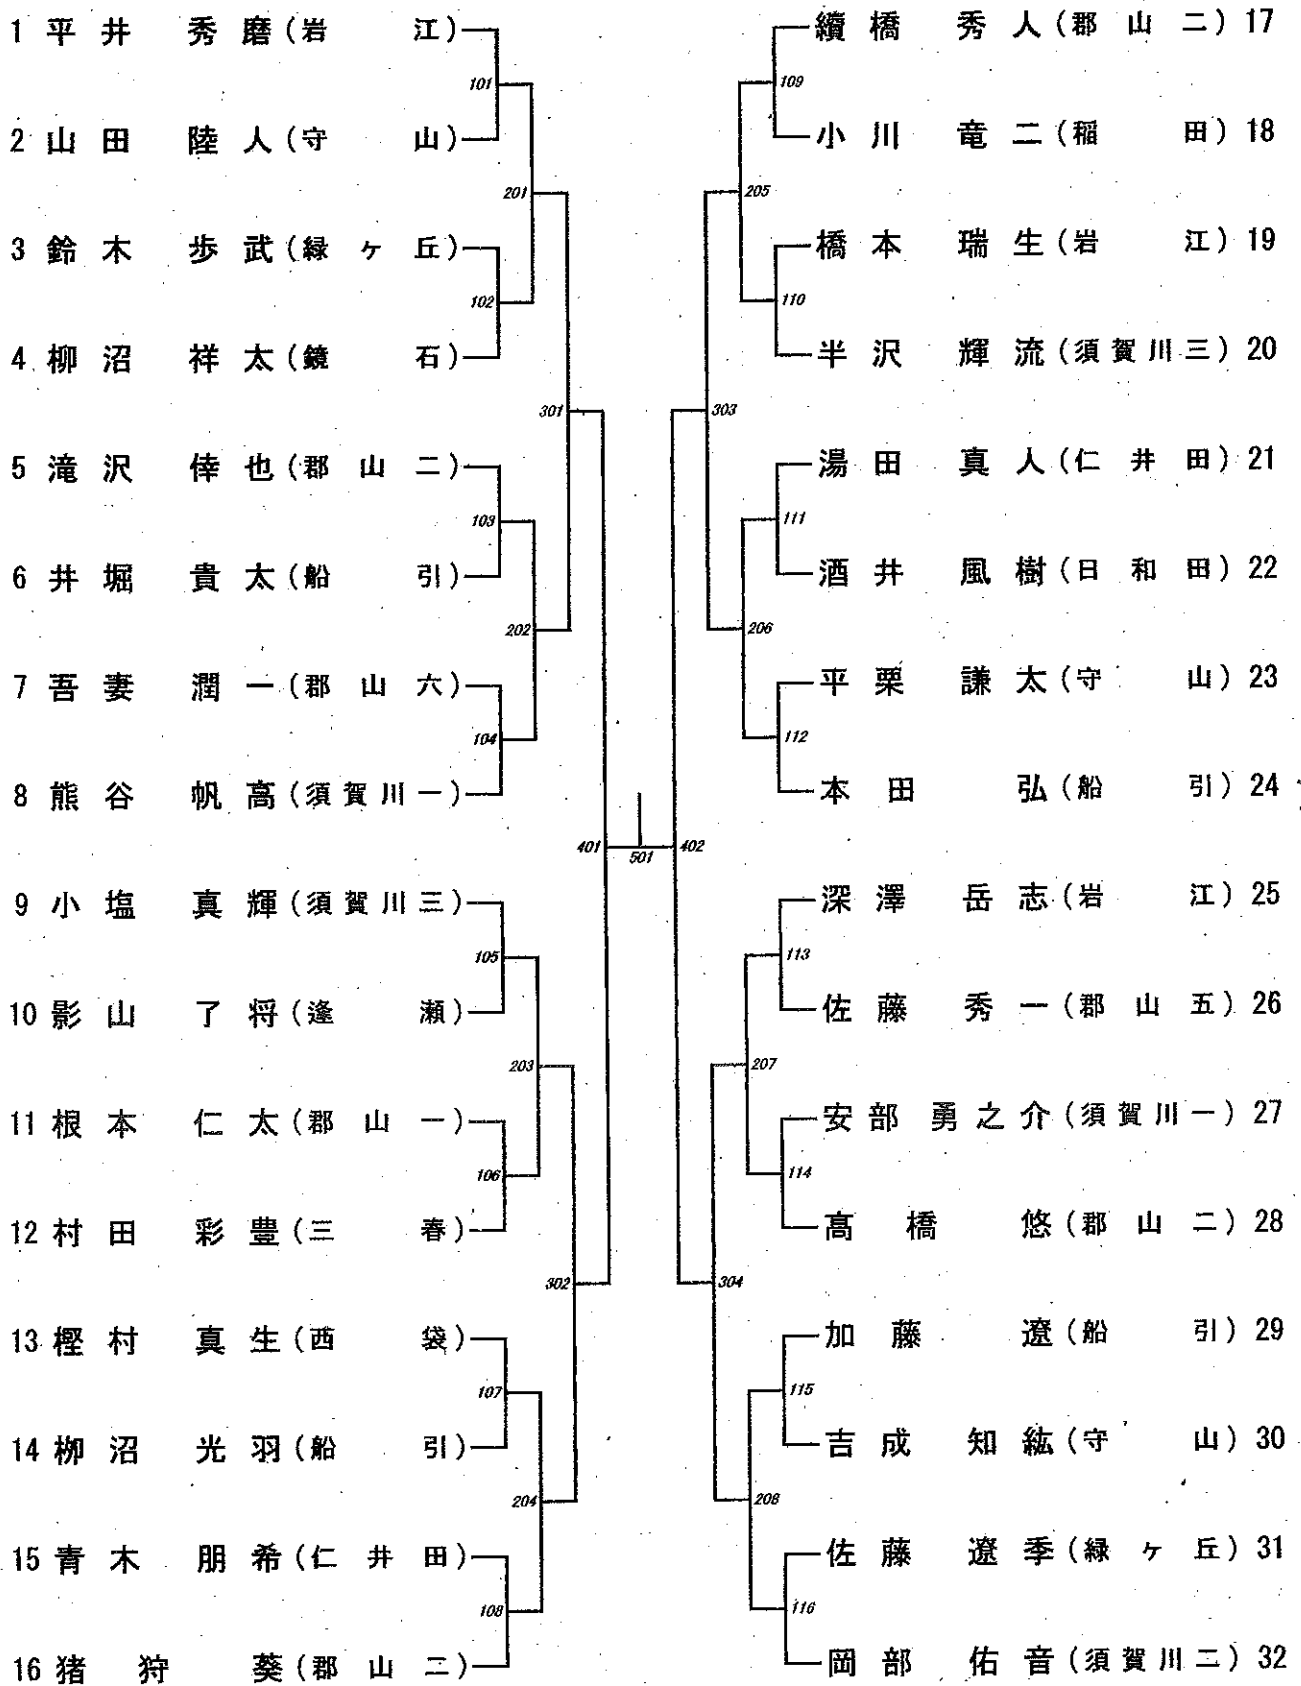 1 平井 秀磨(岩江)
101
2 山田 陸人(守山)
201
3 鈴木 歩武(緑ヶ丘)
102
4 柳沼 祥太(鏡石)
301
5 滝沢 倖也(郡山二)
103
6 井堀 貴太(船引)
202
7 吾妻 潤一(郡山六)
104
8 熊谷 帆高(須賀川一)
401
9 小塩 真輝(須賀川三)
105
10 影山 了将(逢瀬)
203
11 根本 仁太(郡山一)
106
12 村田 彩豊(三春)
302
13 樫村 真生(西袋)
107
14 柳沼 光羽(船引)
204
15 青木 朋希(仁井田)
108
16 猪狩 葵(郡山二)
501
續橋 秀人(郡山二) 17
109
小川 竜二(稲田) 18
205
橋本 瑞生(岩江) 19
110
半沢 輝流(須賀川三) 20
303
湯田 真人(仁井田) 21
111
酒井 風樹(日和田) 22
206
平栗 謙太(守山) 23
112
本田 弘(船引) 24
402
深澤 岳志(岩江) 25
113
佐藤 秀一(郡山五) 26
207
安部 勇之介(須賀川一) 27
114
髙橋 悠(郡山二) 28
304
加藤 遼(船引) 29
115
吉成 知紘(守山) 30
208
佐藤 遼季(緑ヶ丘) 31
116
岡部 佑音(須賀川二) 32